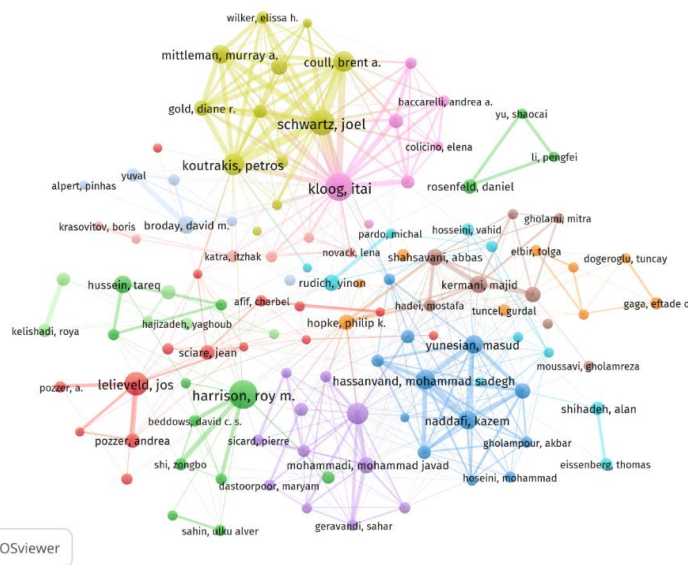 wilker, elissa h.
mittleman, murray a.
coull, brent a.
baccarelli, andrea a.
gold, diane r.
yu, shaocai
schwartz, joel
colicino, elena
li, pengfei
koutrakis, petros
yuval
alpert, pinhas
kloog, itai
rosenfeld, daniel
gholami, mitra
krasovitov, boris
broday, david m.
pardo, michal
hosseini, vahid
katra, itzhak
novack, lena
shahsavani, abbas
elbir, tolga
dogeroglu, tuncay
hussein, tareq
rudich, yinon
kermani, majid
afif, charbel
hadei, mostafa
tuncel, gurdal
gaga, eftade o
kelishadi, roya
hajizadeh, yaghoub
hopke, philip k.
sciare, jean
yunesian, masud
moussavi, gholamreza
pozzer, a.
lelieveld, jos
hassanvand, mohammad sadegh
harrison, roy m.
shihadeh, alan
beddows, david c. s.
naddafi, kazem
pozzer, andrea
sicard, pierre
gholampour, akbar
shi, zongbo
mohammadi, mohammad javad
eissenberg, thomas
dastoorpoor, maryam
hoseini, mohammad
sahin, ulku alver
geravandi, sahar
OSviewer